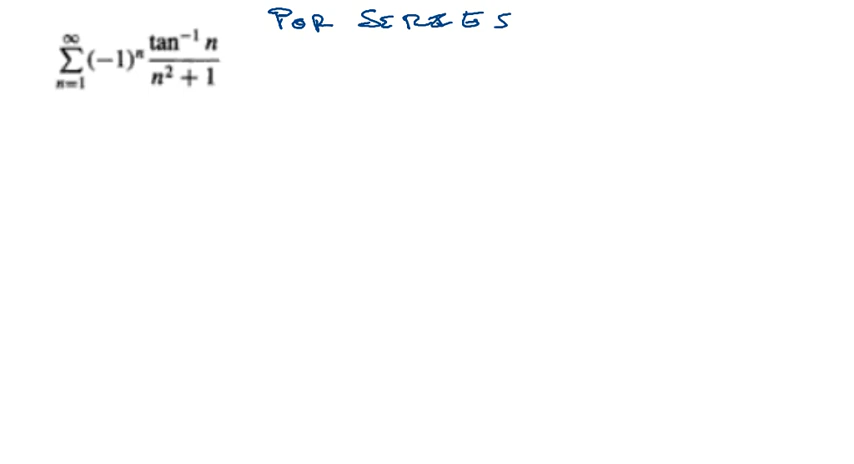 ∞
∑ (−1)ⁿ tan⁻¹ n / n² + 1
n=1
POR SERIES